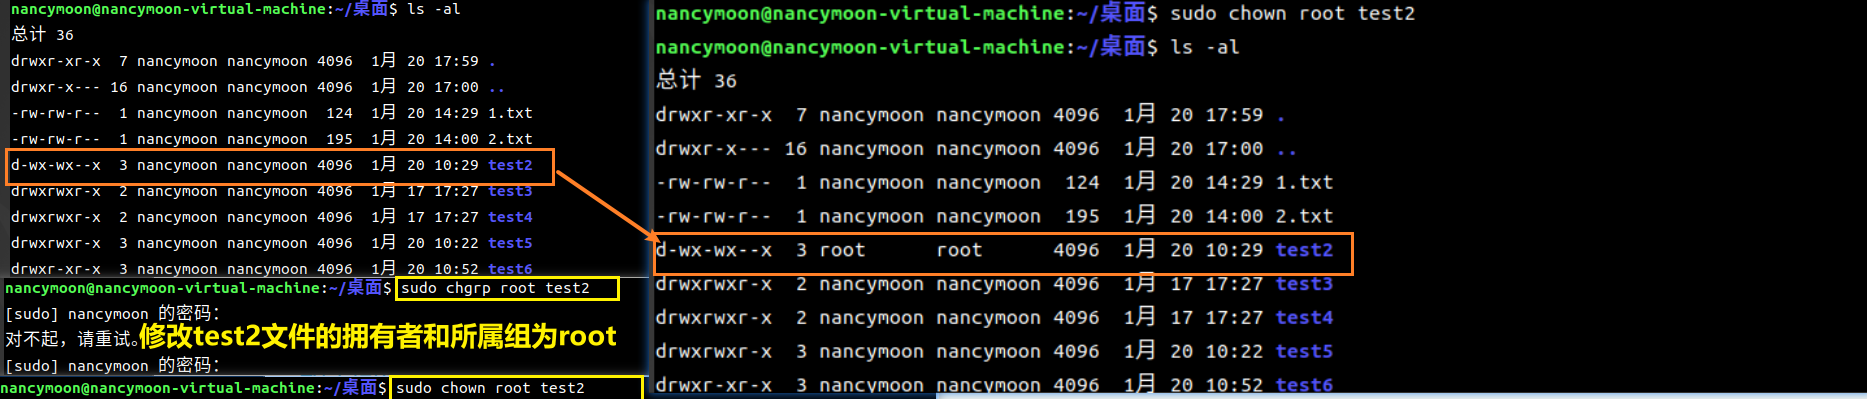 nancymoon@nancymoon-virtual-machine:~/桌面$ ls -al
总计 36
drwxr-xr-x  7 nancymoon nancymoon 4096  1月 20 17:59 .
drwxr-x--- 16 nancymoon nancymoon 4096  1月 20 17:00 ..
-rw-rw-r--  1 nancymoon nancymoon  124  1月 20 14:29 1.txt
-rw-rw-r--  1 nancymoon nancymoon  195  1月 20 14:00 2.txt
d-wx-wx--x  3 nancymoon nancymoon 4096  1月 20 10:29 test2
drwxrwxr-x  2 nancymoon nancymoon 4096  1月 17 17:27 test3
drwxrwxr-x  2 nancymoon nancymoon 4096  1月 17 17:27 test4
drwxrwxr-x  3 nancymoon nancymoon 4096  1月 20 10:22 test5
drwxrwxr-x  3 nancymoon nancymoon 4096  1月 20 10:52 test6
nancymoon@nancymoon-virtual-machine:~/桌面$ sudo chgrp root test2
[sudo] nancymoon 的密码：
对不起，请重试。
修改test2文件的拥有者和所属组为root
[sudo] nancymoon 的密码：
nancymoon@nancymoon-virtual-machine:~/桌面$ sudo chown root test2
nancymoon@nancymoon-virtual-machine:~/桌面$ sudo chown root test2
nancymoon@nancymoon-virtual-machine:~/桌面$ ls -al
总计 36
drwxr-xr-x  7 nancymoon nancymoon 4096  1月 20 17:59 .
drwxr-x--- 16 nancymoon nancymoon 4096  1月 20 17:00 ..
-rw-rw-r--  1 nancymoon nancymoon  124  1月 20 14:29 1.txt
-rw-rw-r--  1 nancymoon nancymoon  195  1月 20 14:00 2.txt
d-wx-wx--x  3 root      root      4096  1月 20 10:29 test2
drwxrwxr-x  2 nancymoon nancymoon 4096  1月 17 17:27 test3
drwxrwxr-x  2 nancymoon nancymoon 4096  1月 17 17:27 test4
drwxrwxr-x  3 nancymoon nancymoon 4096  1月 20 10:22 test5
drwxrwxr-x  3 nancymoon nancymoon 4096  1月 20 10:52 test6